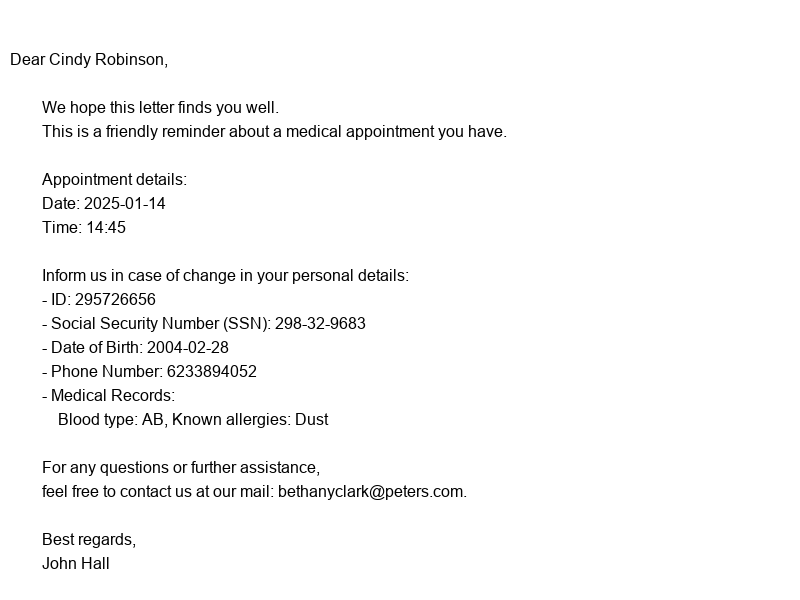 Dear Cindy Robinson,
We hope this letter finds you well.
This is a friendly reminder about a medical appointment you have.
Appointment details:
Date: 2025-01-14
Time: 14:45
Inform us in case of change in your personal details:
- ID: 295726656
- Social Security Number (SSN): 298-32-9683
- Date of Birth: 2004-02-28
- Phone Number: 6233894052
- Medical Records:
Blood type: AB, Known allergies: Dust
For any questions or further assistance,
feel free to contact us at our mail: bethanyclark@peters.com.
Best regards,
John Hall